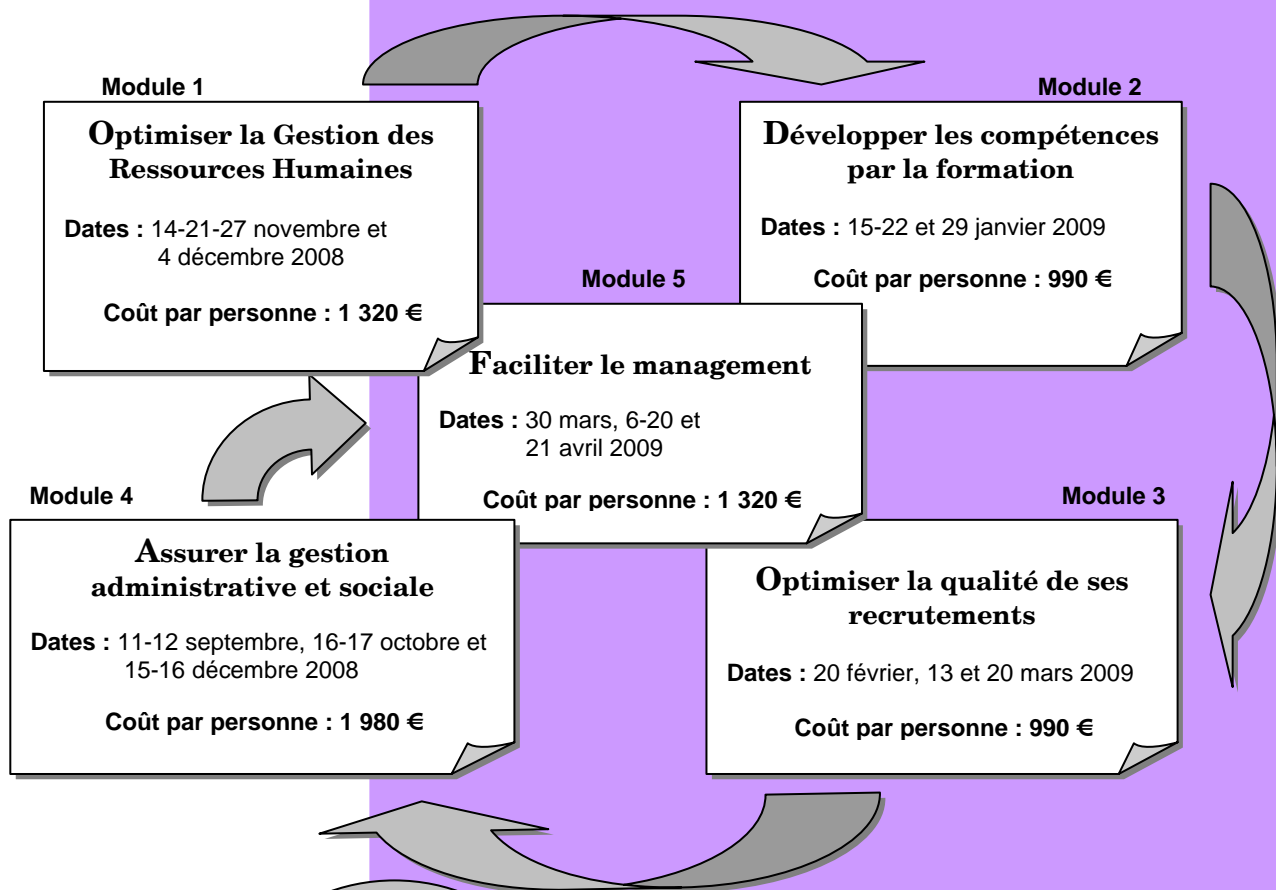 Module 1
Optimiser la Gestion des
Ressources Humaines
Dates : 14-21-27 novembre et
4 décembre 2008
Coût par personne : 1 320 €
Module 2
Développer les compétences
par la formation
Dates : 15-22 et 29 janvier 2009
Coût par personne : 990 €
Module 5
Faciliter le management
Dates : 30 mars, 6-20 et
21 avril 2009
Coût par personne : 1 320 €
Module 4
Assurer la gestion
administrative et sociale
Dates : 11-12 septembre, 16-17 octobre et
15-16 décembre 2008
Coût par personne : 1 980 €
Module 3
Optimiser la qualité de ses
recrutements
Dates : 20 février, 13 et 20 mars 2009
Coût par personne : 990 €